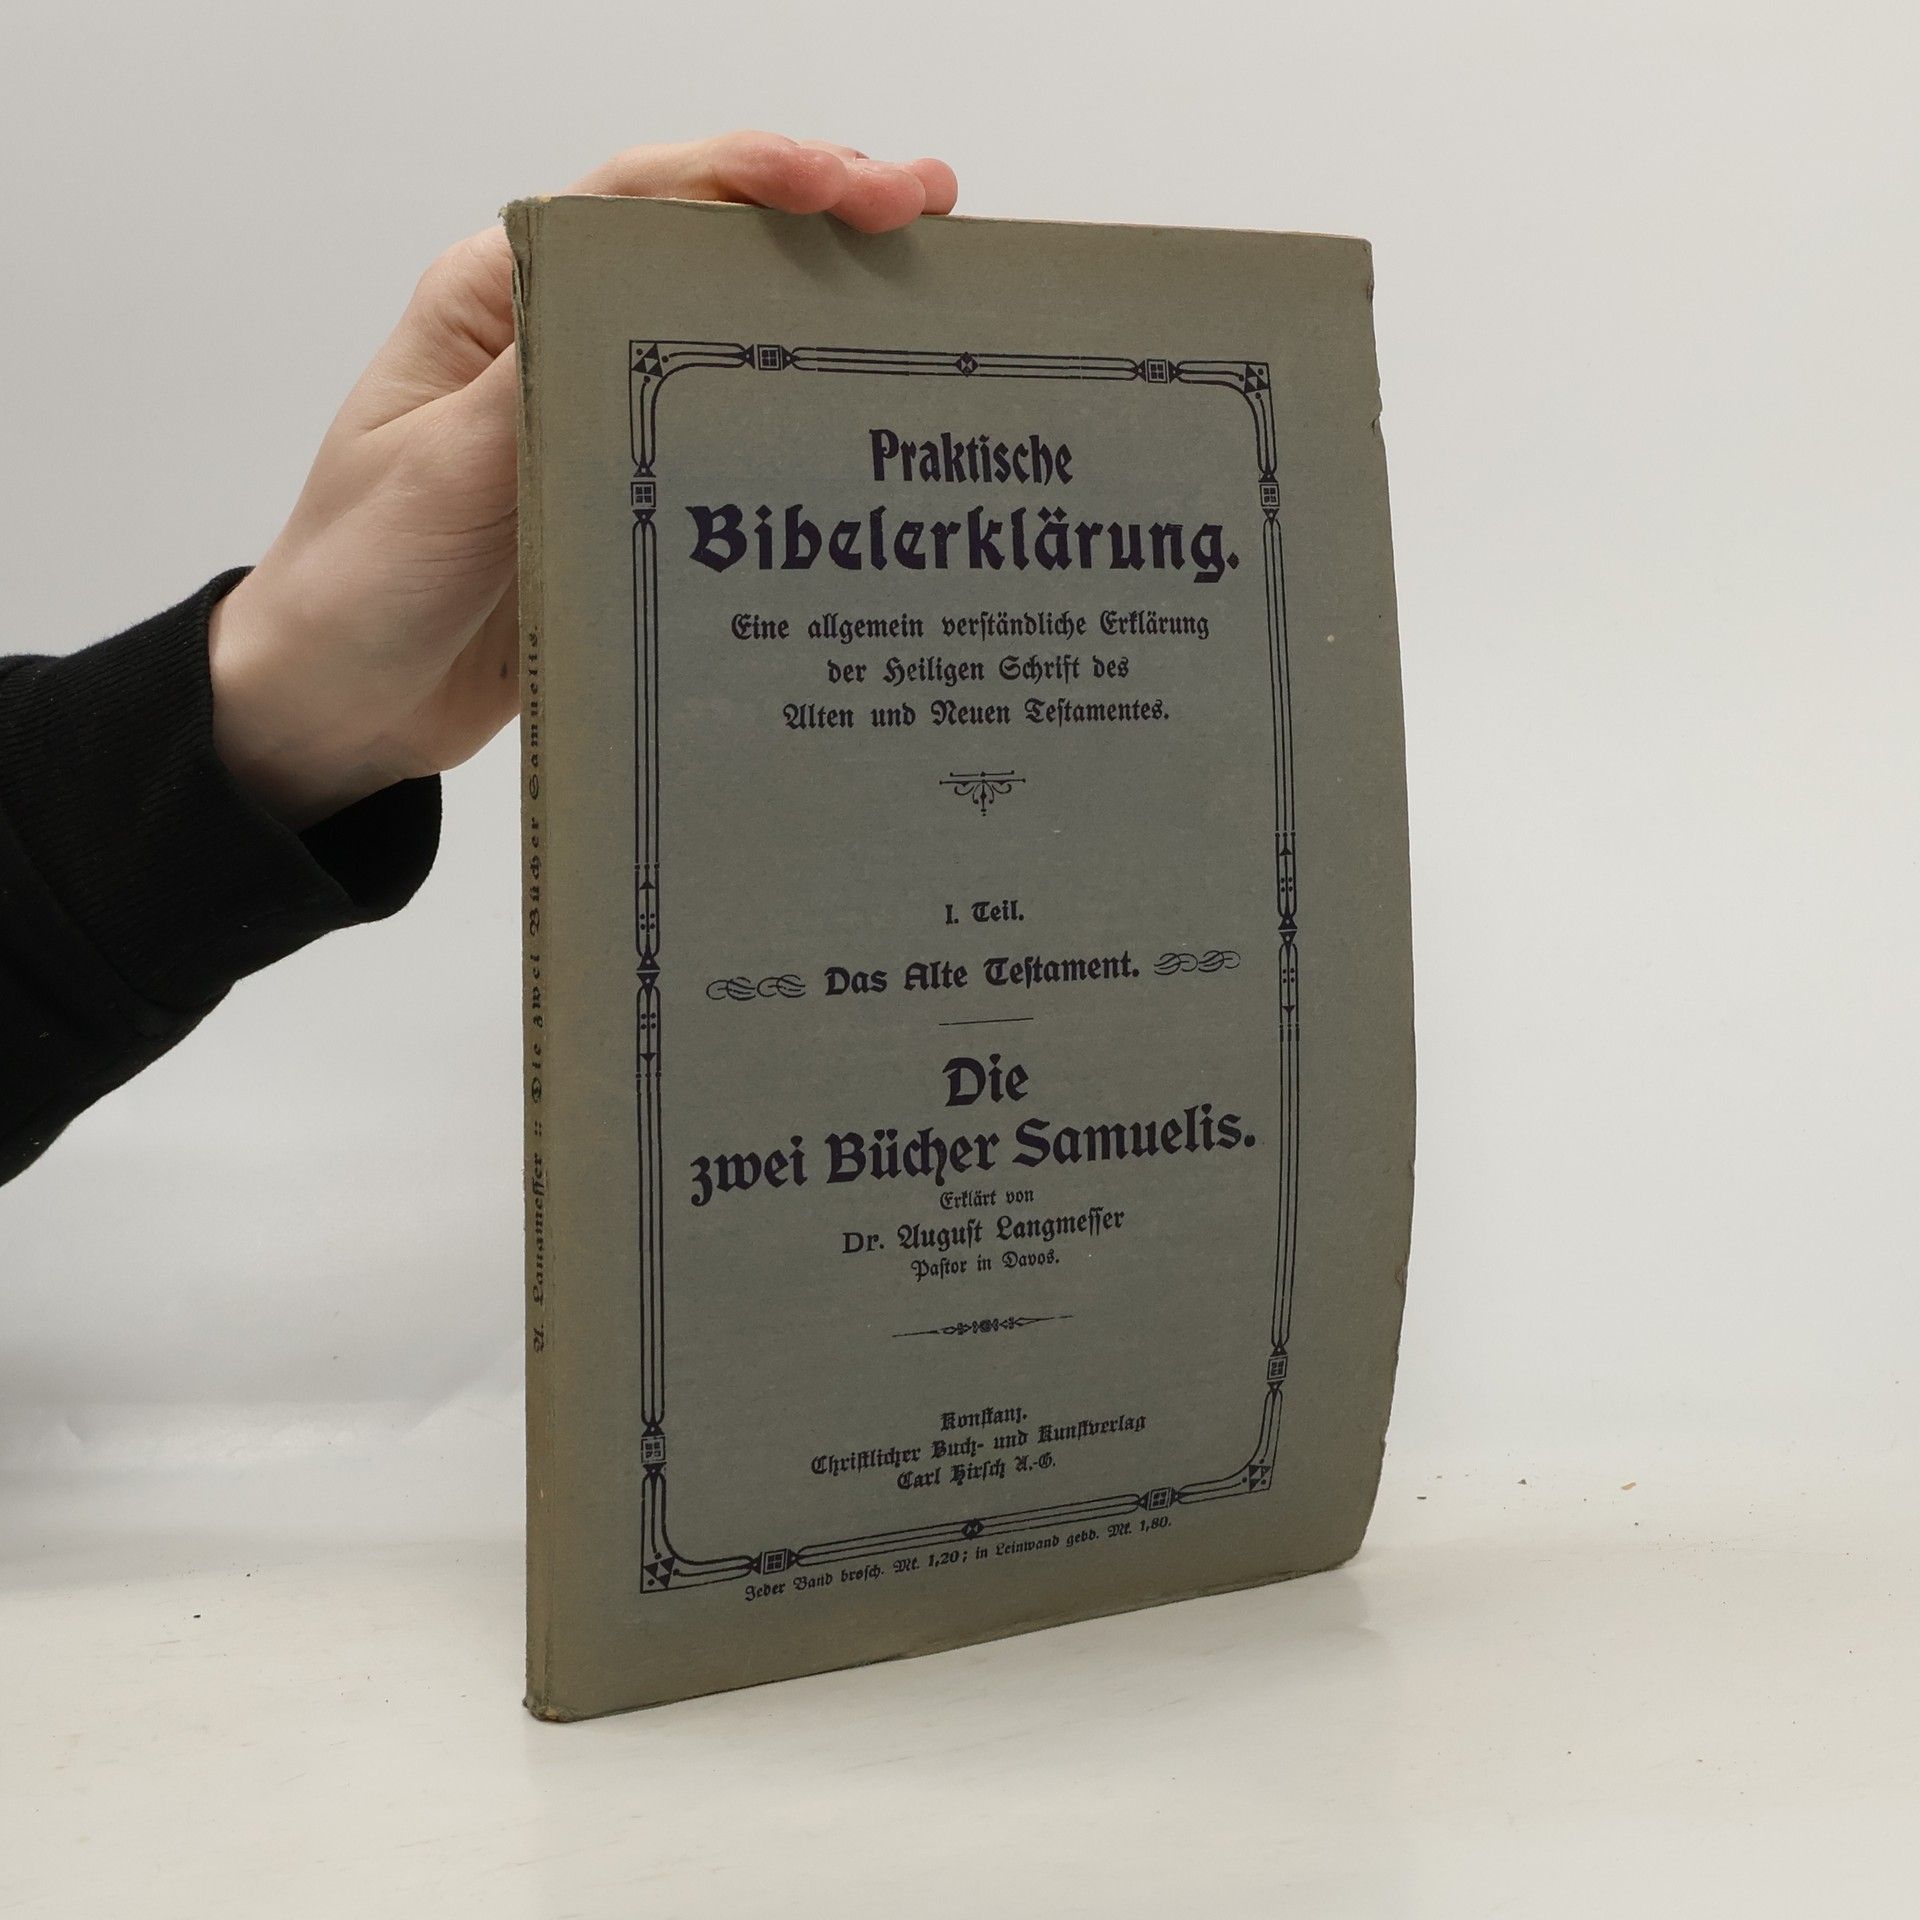 Praktische
Bibelerklärung.
Eine allgemein verſtändliche Erklärung
der Heiligen Schrift des
Alten und Neuen Teſtamentes.
I. Teil.
Das Alte Teſtament.
Die
zwei Bücher Samuelis.
Erklärt von
Dr. Auguſt Langmeſſer
Paſtor in Davos.
Konſtanz.
Chriſtlicher Buch- und Kunſtverlag
Carl Hirſch A.-G.
Jeder Band broſch. Mk. 1,20; in Leinwand gebd. Mk. 1,80.
A. Langmeſſer :: Die zwei Bücher Samuelis.